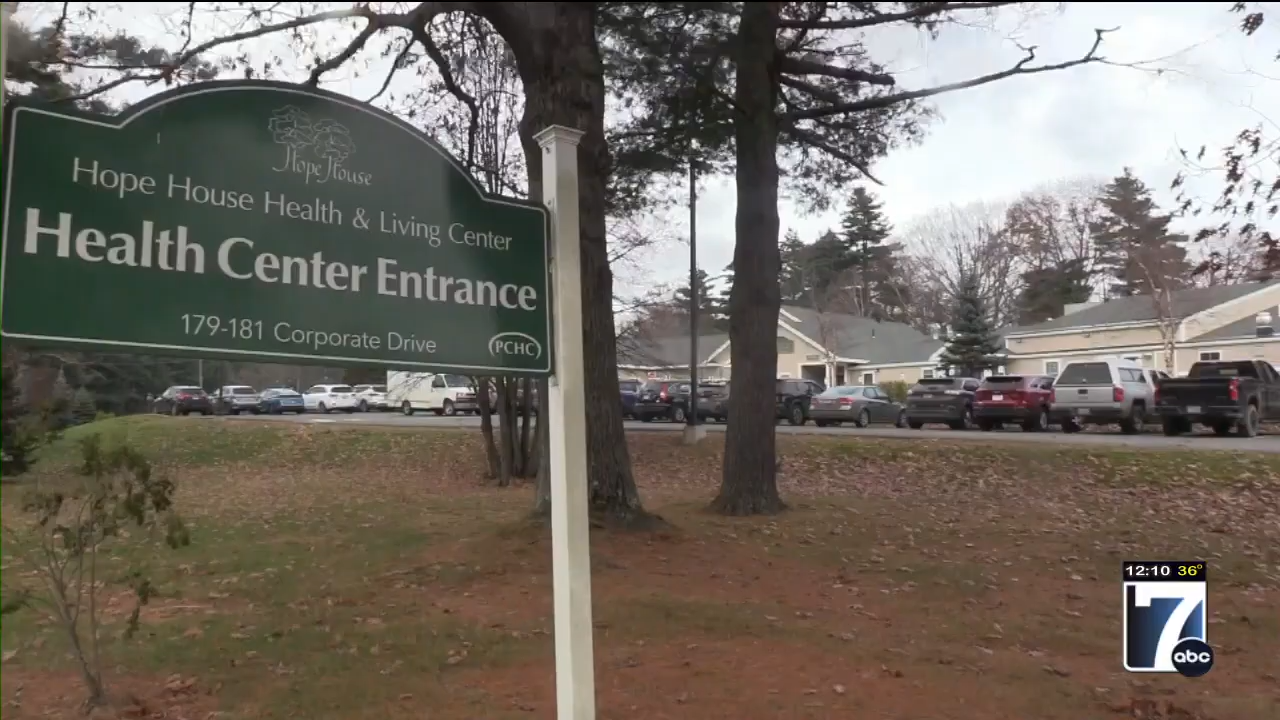 Hope House
Hope House Health & Living Center
Health Center Entrance
179-181 Corporate Drive
PCHC
12:10 36°
7
abc